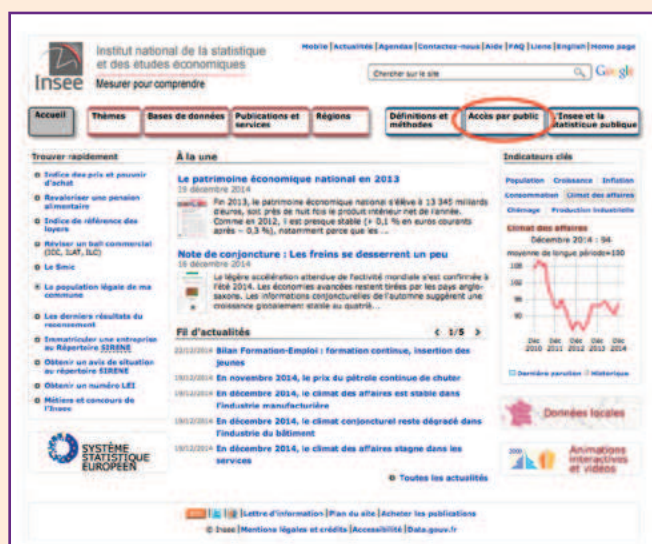 Insee
Institut national de la statistique
et des études économiques
Mesurer pour comprendre
Mobile | Actualités | Agendas | Contactez-nous | Aide | FAQ | Liens | English | Home page
Chercher sur le site
Google
Accueil
Thèmes
Bases de données
Publications et
services
Régions
Définitions et
méthodes
Accès par public
L'Insee et la
statistique publique
Trouver rapidement
Indice des prix et pouvoir
d'achat
Revaloriser une pension
alimentaire
Indice de référence des
loyers
Réviser un bail commercial
(ICC, ILAT, ILC)
Le Smic
La population légale de ma
commune
Les derniers résultats du
recensement
Immatriculer une entreprise
au Répertoire SIRENE
Obtenir un avis de situation
au répertoire SIRENE
Obtenir un numéro LEI
Métiers et concours de
l'Insee
SYSTÈME
STATISTIQUE
EUROPÉEN
À la une
Le patrimoine économique national en 2013
19 décembre 2014
Fin 2013, le patrimoine économique national s'élève à 13 345 milliards
d'euros, soit près de huit fois le produit intérieur net de l'année.
Comme en 2012, il est presque stable (+ 0,1 % en euros courants
après – 0,3 %), notamment parce que les ...
Note de conjoncture : Les freins se desserrent un peu
18 décembre 2014
La légère accélération attendue de l'activité mondiale s'est confirmée à
l'été 2014. Les économies avancées restent tirées par les pays anglo-
saxons. Les informations conjoncturelles de l'automne suggèrent une
croissance globalement stable au quatriè...
Fil d'actualités
< 1/5 >
22/12/2014 Bilan Formation-Emploi : formation continue, insertion des
jeunes
19/12/2014 En novembre 2014, le prix du pétrole continue de chuter
18/12/2014 En décembre 2014, le climat des affaires est stable dans
l'industrie manufacturière
18/12/2014 En décembre 2014, le climat conjoncturel reste dégradé dans
l'industrie du bâtiment
18/12/2014 En décembre 2014, le climat des affaires stagne dans les
services
Toutes les actualités
Indicateurs clés
Population Croissance Inflation
Consommation Climat des affaires
Chômage Production industrielle
Climat des affaires
Décembre 2014 : 94
moyenne de longue période=100
Déc Déc Déc Déc Déc
2010 2011 2012 2013 2014
Dernière parution Historique
Données locales
Animations
interactives
et vidéos
Lettre d'information | Plan du site | Acheter les publications
© Insee | Mentions légales et crédits | Accessibilité | Data.gouv.fr